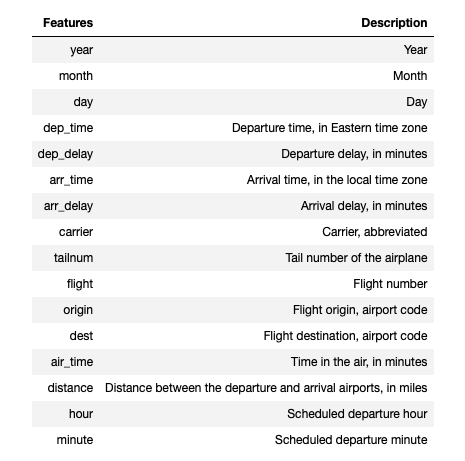 Features Description
year Year
month Month
day Day
dep_time Departure time, in Eastern time zone
dep_delay Departure delay, in minutes
arr_time Arrival time, in the local time zone
arr_delay Arrival delay, in minutes
carrier Carrier, abbreviated
tailnum Tail number of the airplane
flight Flight number
origin Flight origin, airport code
dest Flight destination, airport code
air_time Time in the air, in minutes
distance Distance between the departure and arrival airports, in miles
hour Scheduled departure hour
minute Scheduled departure minute